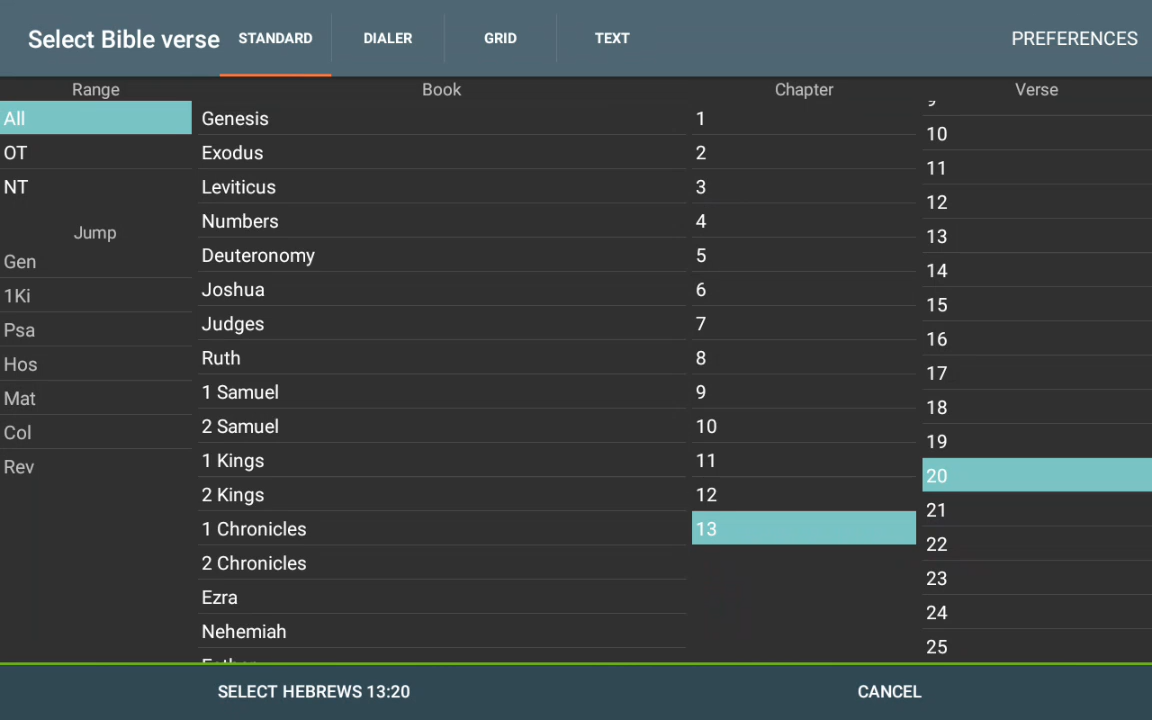 Select Bible verse
STANDARD
DIALER
GRID
TEXT
PREFERENCES
Range
All
OT
NT
Jump
Gen
1Ki
Psa
Hos
Mat
Col
Rev
Book
Genesis
Exodus
Leviticus
Numbers
Deuteronomy
Joshua
Judges
Ruth
1 Samuel
2 Samuel
1 Kings
2 Kings
1 Chronicles
2 Chronicles
Ezra
Nehemiah
Chapter
1
2
3
4
5
6
7
8
9
10
11
12
13
Verse
10
11
12
13
14
15
16
17
18
19
20
21
22
23
24
25
SELECT HEBREWS 13:20
CANCEL